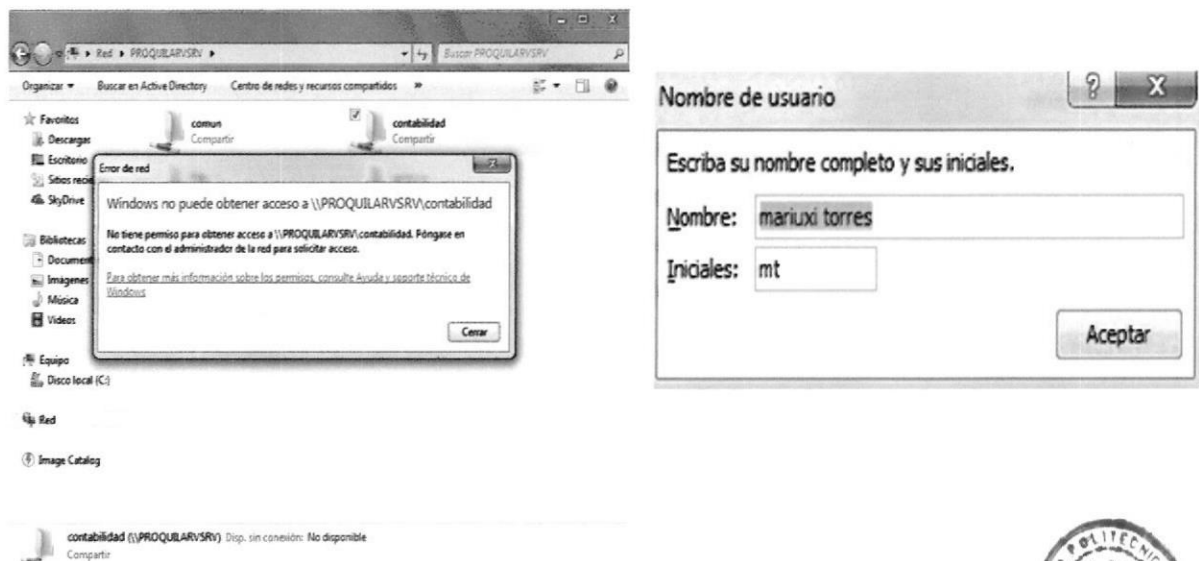 Red ▸ PROQUILARVSRV ▸
Buscar PROQUILARVSRV
Organizar
Buscar en Active Directory
Centro de redes y recursos compartidos
»
Favoritos
Descargas
Escritorio
Sitios recie
SkyDrive
Bibliotecas
Document
Imágenes
Música
Videos
Equipo
Disco local (C:)
Red
Image Catalog
comun
Compartir
contabilidad
Compartir
Error de red
Windows no puede obtener acceso a \\PROQUILARVSRV\contabilidad
No tiene permiso para obtener acceso a \\PROQUILARVSRV\contabilidad. Póngase en
contacto con el administrador de la red para solicitar acceso.
Para obtener más información sobre los permisos, consulte Ayuda y soporte técnico de
Windows
Cerrar
contabilidad (\\PROQUILARVSRV) Disp. sin conexión: No disponible
Compartir
Nombre de usuario
Escriba su nombre completo y sus iniciales.
Nombre: mariuxi torres
Iniciales: mt
Aceptar
POLITECNIC